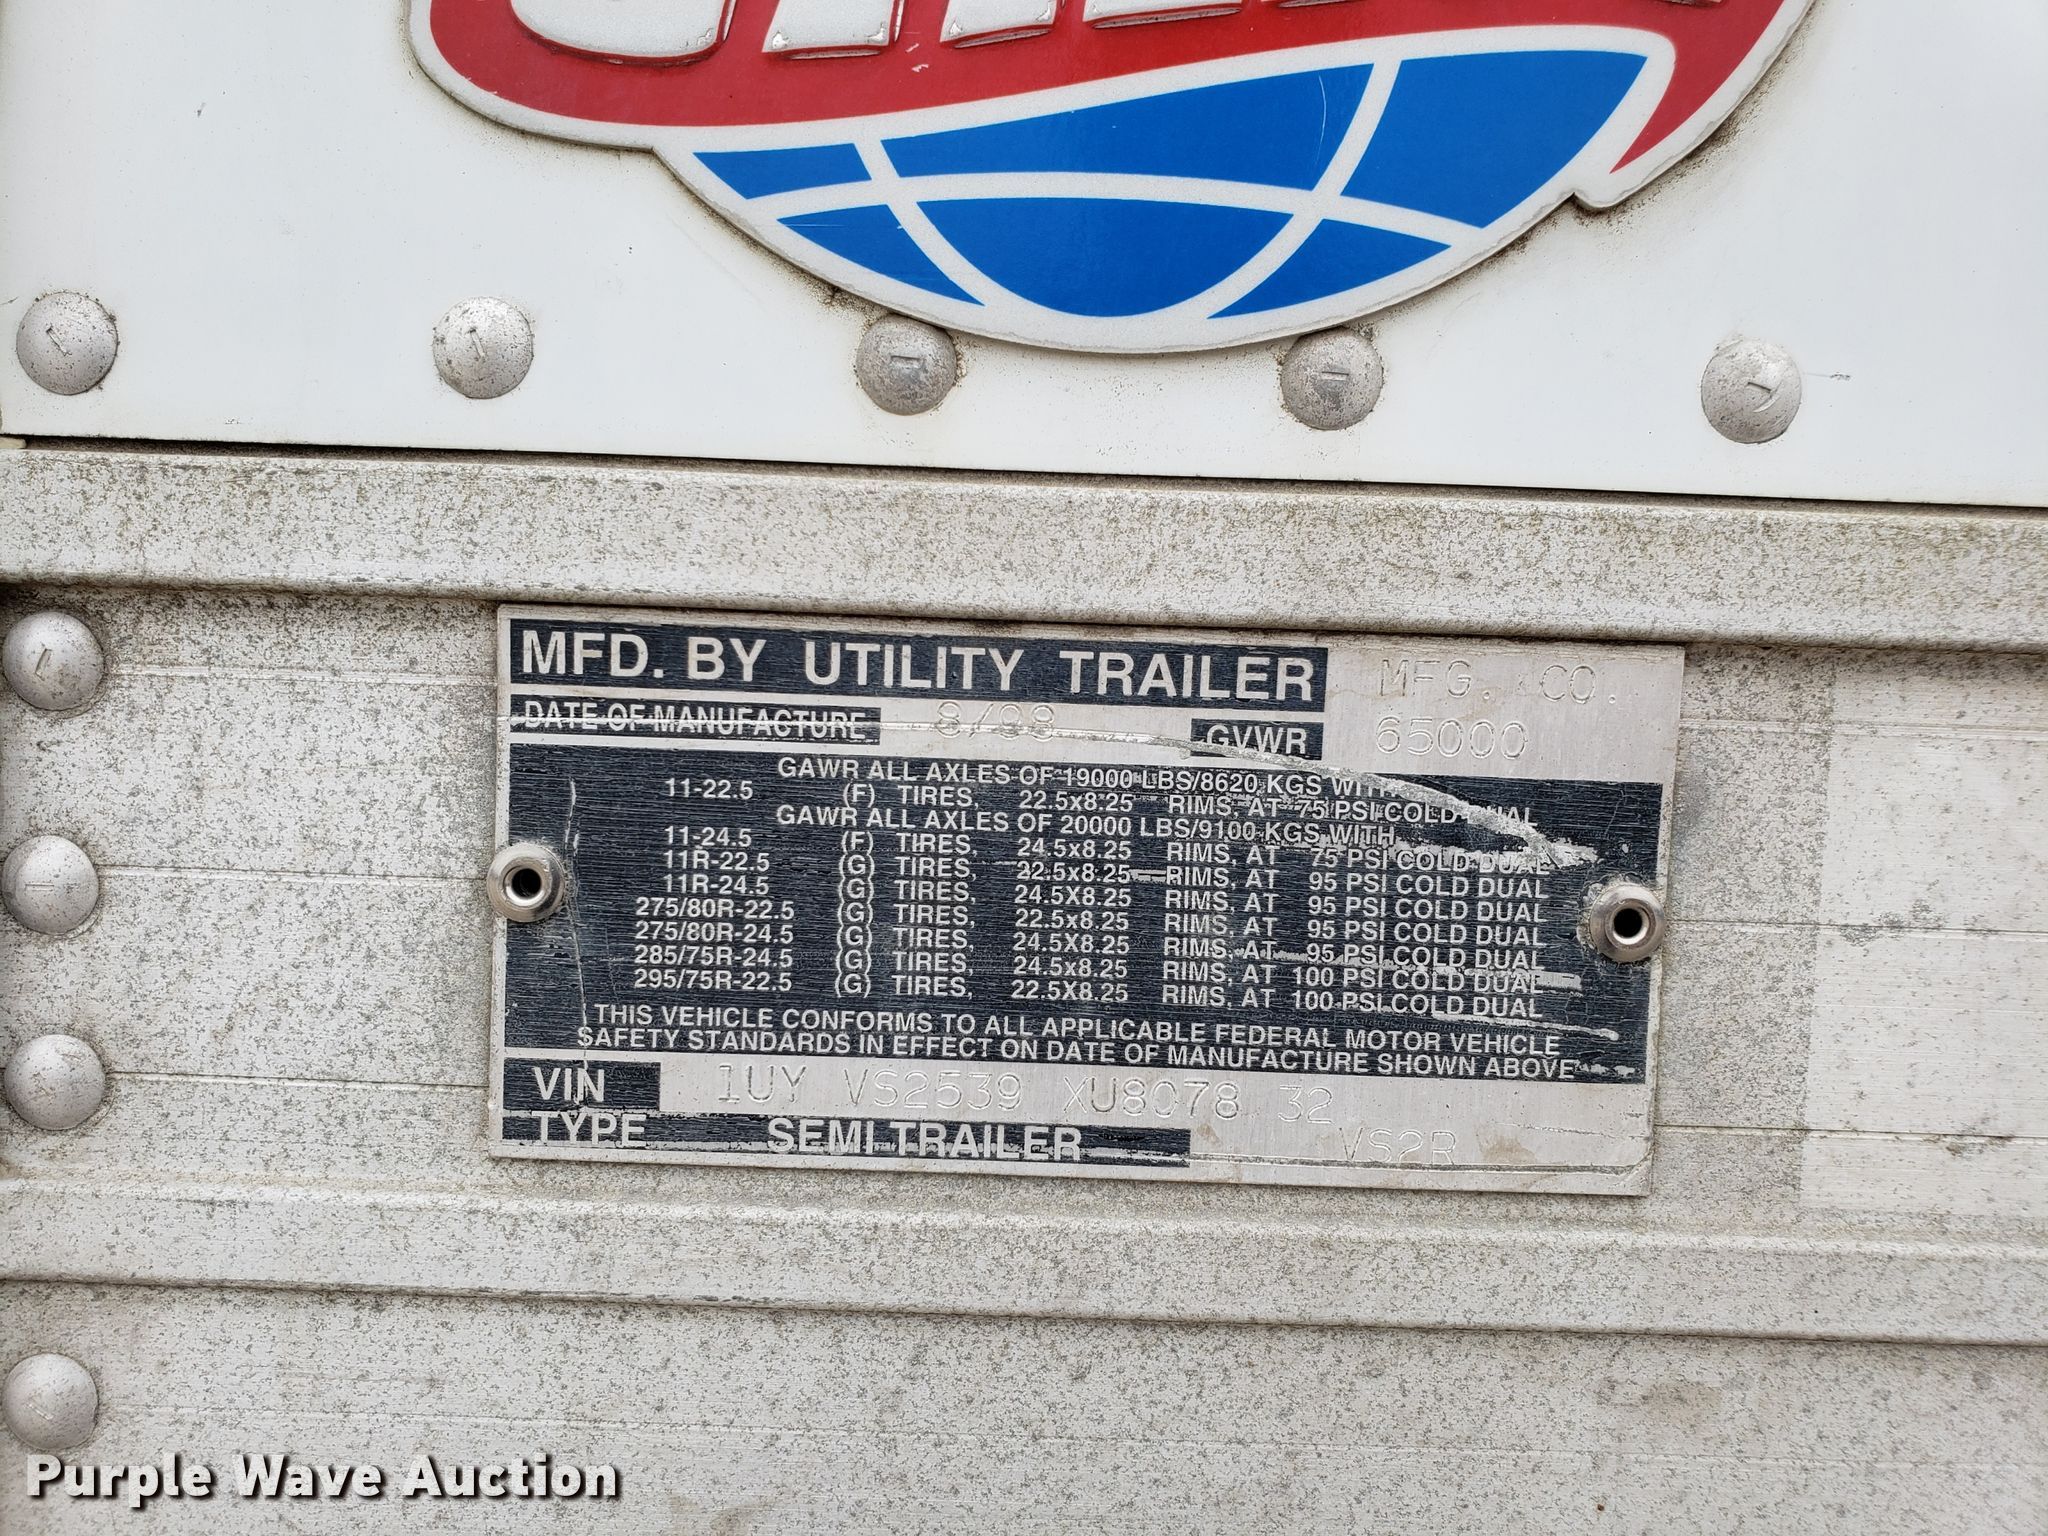 MFD. BY UTILITY TRAILER MFG. CO.
DATE OF MANUFACTURE 8/98 GVWR 65000
GAWR ALL AXLES OF 19000 LBS/8620 KGS WITH
11-22.5 (F) TIRES, 22.5x8.25 RIMS, AT 75 PSI COLD DUAL
GAWR ALL AXLES OF 20000 LBS/9100 KGS WITH
11-24.5 (F) TIRES, 24.5x8.25 RIMS, AT 75 PSI COLD DUAL
11R-22.5 (G) TIRES, 22.5x8.25 RIMS, AT 95 PSI COLD DUAL
11R-24.5 (G) TIRES, 24.5X8.25 RIMS, AT 95 PSI COLD DUAL
275/80R-22.5 (G) TIRES, 22.5x8.25 RIMS, AT 95 PSI COLD DUAL
275/80R-24.5 (G) TIRES, 24.5X8.25 RIMS, AT 95 PSI COLD DUAL
285/75R-24.5 (G) TIRES, 24.5x8.25 RIMS, AT 100 PSI COLD DUAL
295/75R-22.5 (G) TIRES, 22.5X8.25 RIMS, AT 100 PSI COLD DUAL
THIS VEHICLE CONFORMS TO ALL APPLICABLE FEDERAL MOTOR VEHICLE
SAFETY STANDARDS IN EFFECT ON DATE OF MANUFACTURE SHOWN ABOVE
VIN 1UY VS2539 XU8078 32
TYPE SEMI TRAILER VS2R
Purple Wave Auction